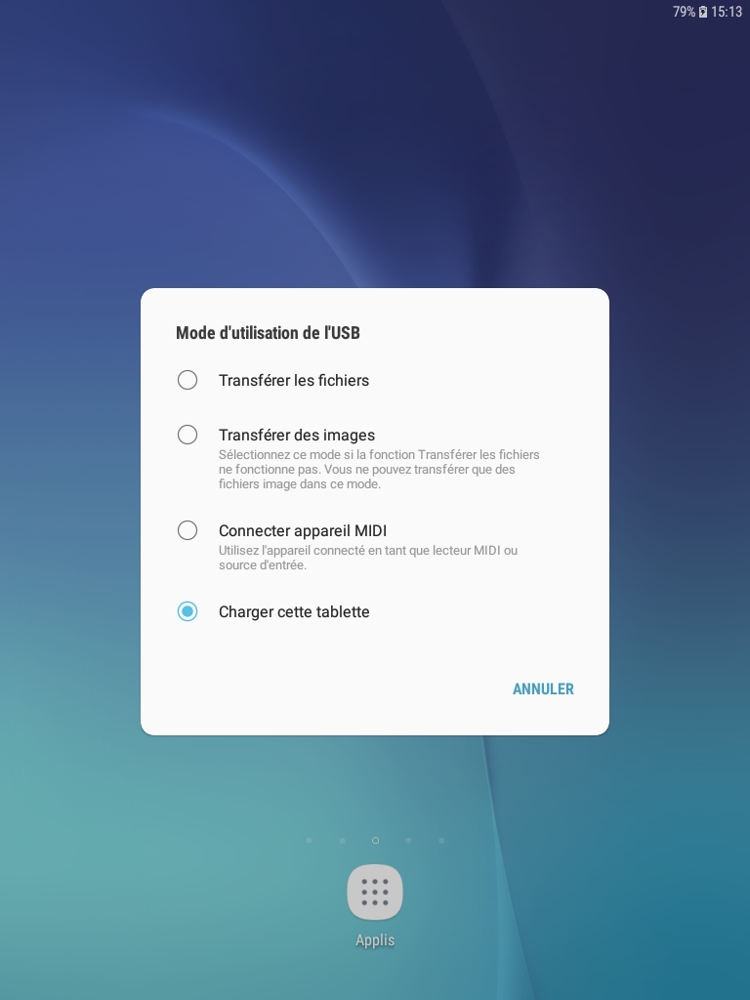 79% 15:13
Mode d'utilisation de l'USB
Transférer les fichiers
Transférer des images
Sélectionnez ce mode si la fonction Transférer les fichiers
ne fonctionne pas. Vous ne pouvez transférer que des
fichiers image dans ce mode.
Connecter appareil MIDI
Utilisez l'appareil connecté en tant que lecteur MIDI ou
source d'entrée.
Charger cette tablette
ANNULER
Applis